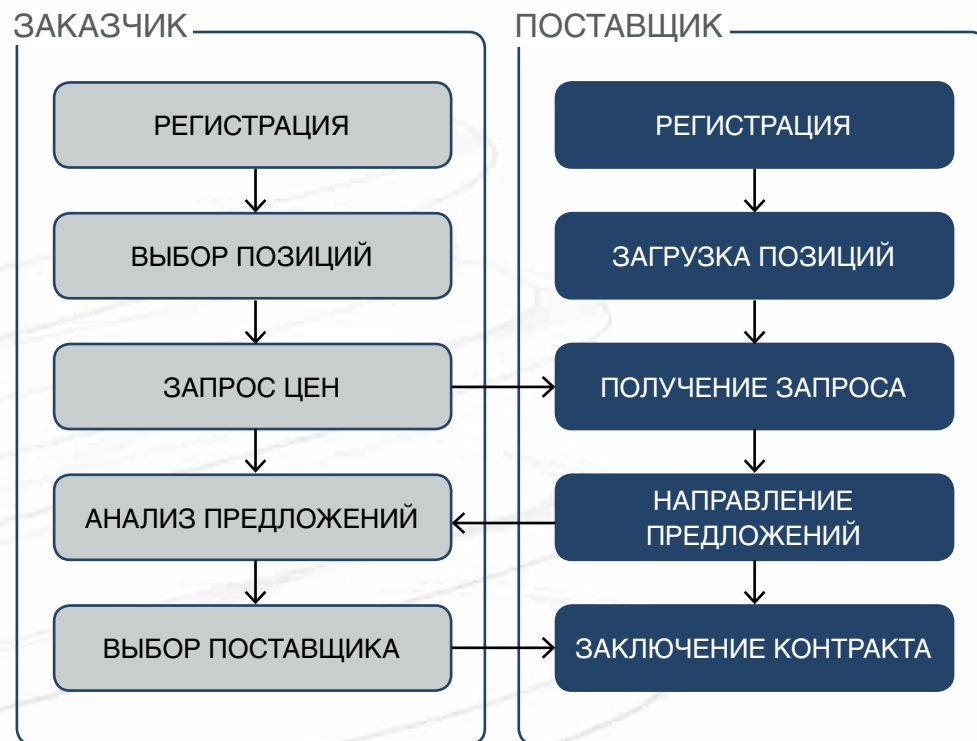 ЗАКАЗЧИК
РЕГИСТРАЦИЯ
ВЫБОР ПОЗИЦИЙ
ЗАПРОС ЦЕН
АНАЛИЗ ПРЕДЛОЖЕНИЙ
ВЫБОР ПОСТАВЩИКА
ПОСТАВЩИК
РЕГИСТРАЦИЯ
ЗАГРУЗКА ПОЗИЦИЙ
ПОЛУЧЕНИЕ ЗАПРОСА
НАПРАВЛЕНИЕ
ПРЕДЛОЖЕНИЙ
ЗАКЛЮЧЕНИЕ КОНТРАКТА